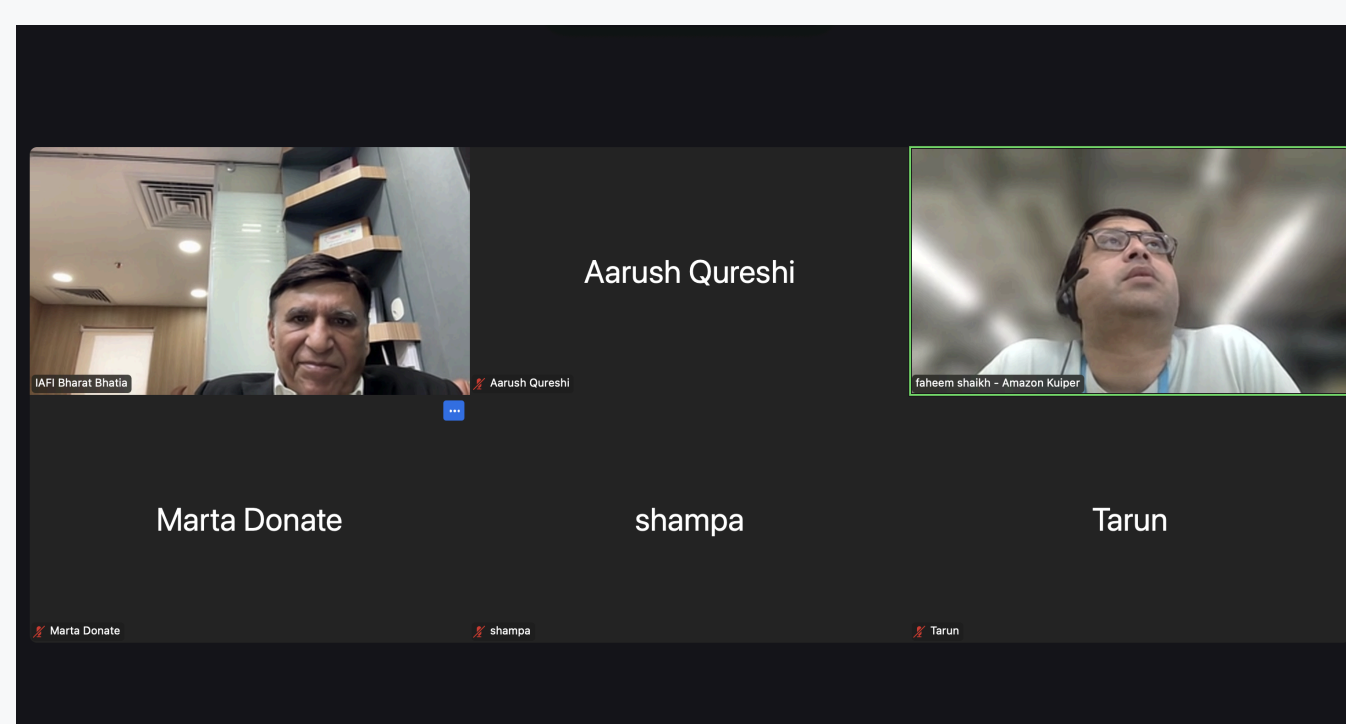 Aarush Qureshi
IAFI Bharat Bhatia
Aarush Qureshi
faheem shaikh - Amazon Kuiper
Marta Donate
shampa
Tarun
Marta Donate
shampa
Tarun